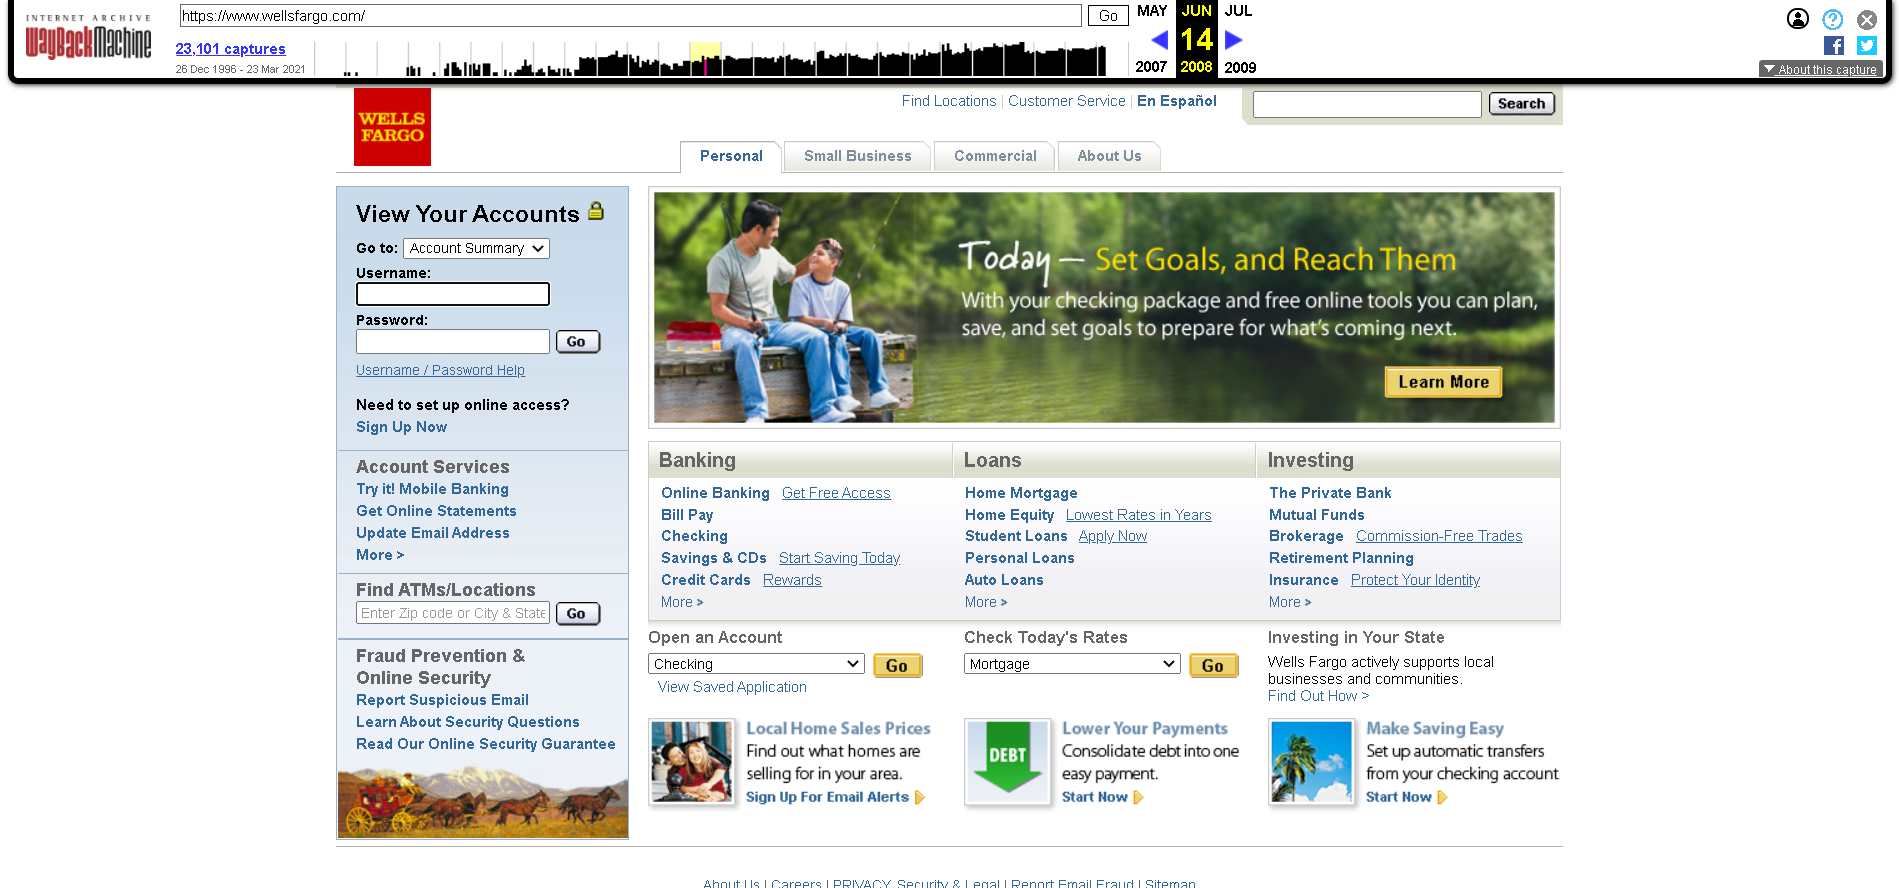 INTERNET ARCHIVE
WayBackMachine
https://www.wellsfargo.com/
Go
23,101 captures
26 Dec 1996 - 23 Mar 2021
MAY JUN JUL
14
2007 2008 2009
About this capture
WELLS
FARGO
Find Locations | Customer Service | En Español
Search
Personal
Small Business
Commercial
About Us
View Your Accounts
Go to: Account Summary
Username:
Password:
Go
Username / Password Help
Need to set up online access?
Sign Up Now
Account Services
Try it! Mobile Banking
Get Online Statements
Update Email Address
More >
Find ATMs/Locations
Enter Zip code or City & State
Go
Fraud Prevention &
Online Security
Report Suspicious Email
Learn About Security Questions
Read Our Online Security Guarantee
Today — Set Goals, and Reach Them
With your checking package and free online tools you can plan,
save, and set goals to prepare for what's coming next.
Learn More
Banking
Online Banking Get Free Access
Bill Pay
Checking
Savings & CDs Start Saving Today
Credit Cards Rewards
More >
Loans
Home Mortgage
Home Equity Lowest Rates in Years
Student Loans Apply Now
Personal Loans
Auto Loans
More >
Investing
The Private Bank
Mutual Funds
Brokerage Commission-Free Trades
Retirement Planning
Insurance Protect Your Identity
More >
Open an Account
Checking
Go
View Saved Application
Check Today's Rates
Mortgage
Go
Investing in Your State
Wells Fargo actively supports local
businesses and communities.
Find Out How >
Local Home Sales Prices
Find out what homes are
selling for in your area.
Sign Up For Email Alerts
DEBT
Lower Your Payments
Consolidate debt into one
easy payment.
Start Now
Make Saving Easy
Set up automatic transfers
from your checking account
Start Now
About Us | Careers | PRIVACY, Security & Legal | Report Email Fraud | Sitemap